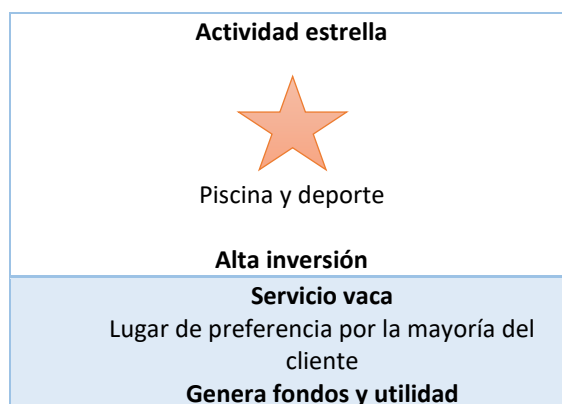 Actividad estrella
Piscina y deporte
Alta inversión
Servicio vaca
Lugar de preferencia por la mayoría del
cliente
Genera fondos y utilidad